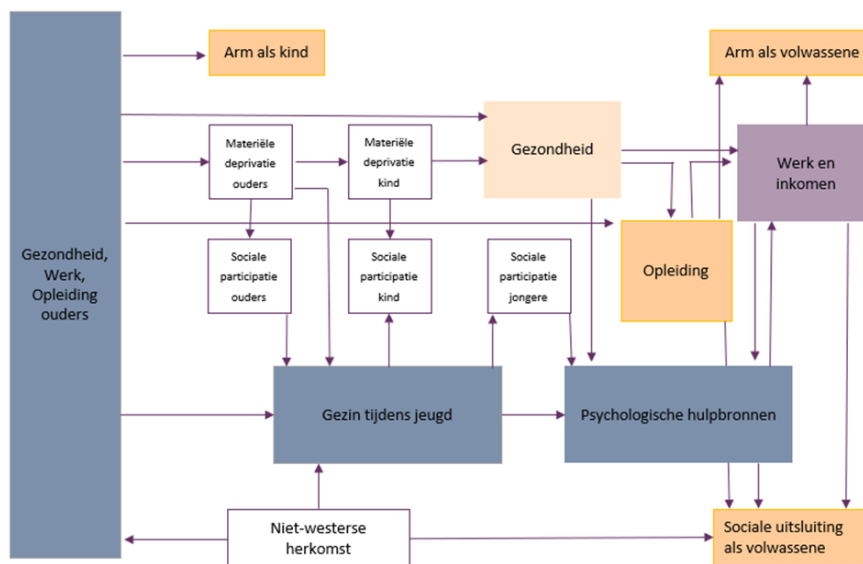 Arm als kind
Arm als volwassene
Materiële
deprivatie
ouders
Materiële
deprivatie
kind
Gezondheid
Werk en
inkomen
Gezondheid,
Werk,
Opleiding
ouders
Sociale
participatie
ouders
Sociale
participatie
kind
Sociale
participatie
jongere
Opleiding
Gezin tijdens jeugd
Psychologische hulpbronnen
Niet-westerse
herkomst
Sociale uitsluiting
als volwassene